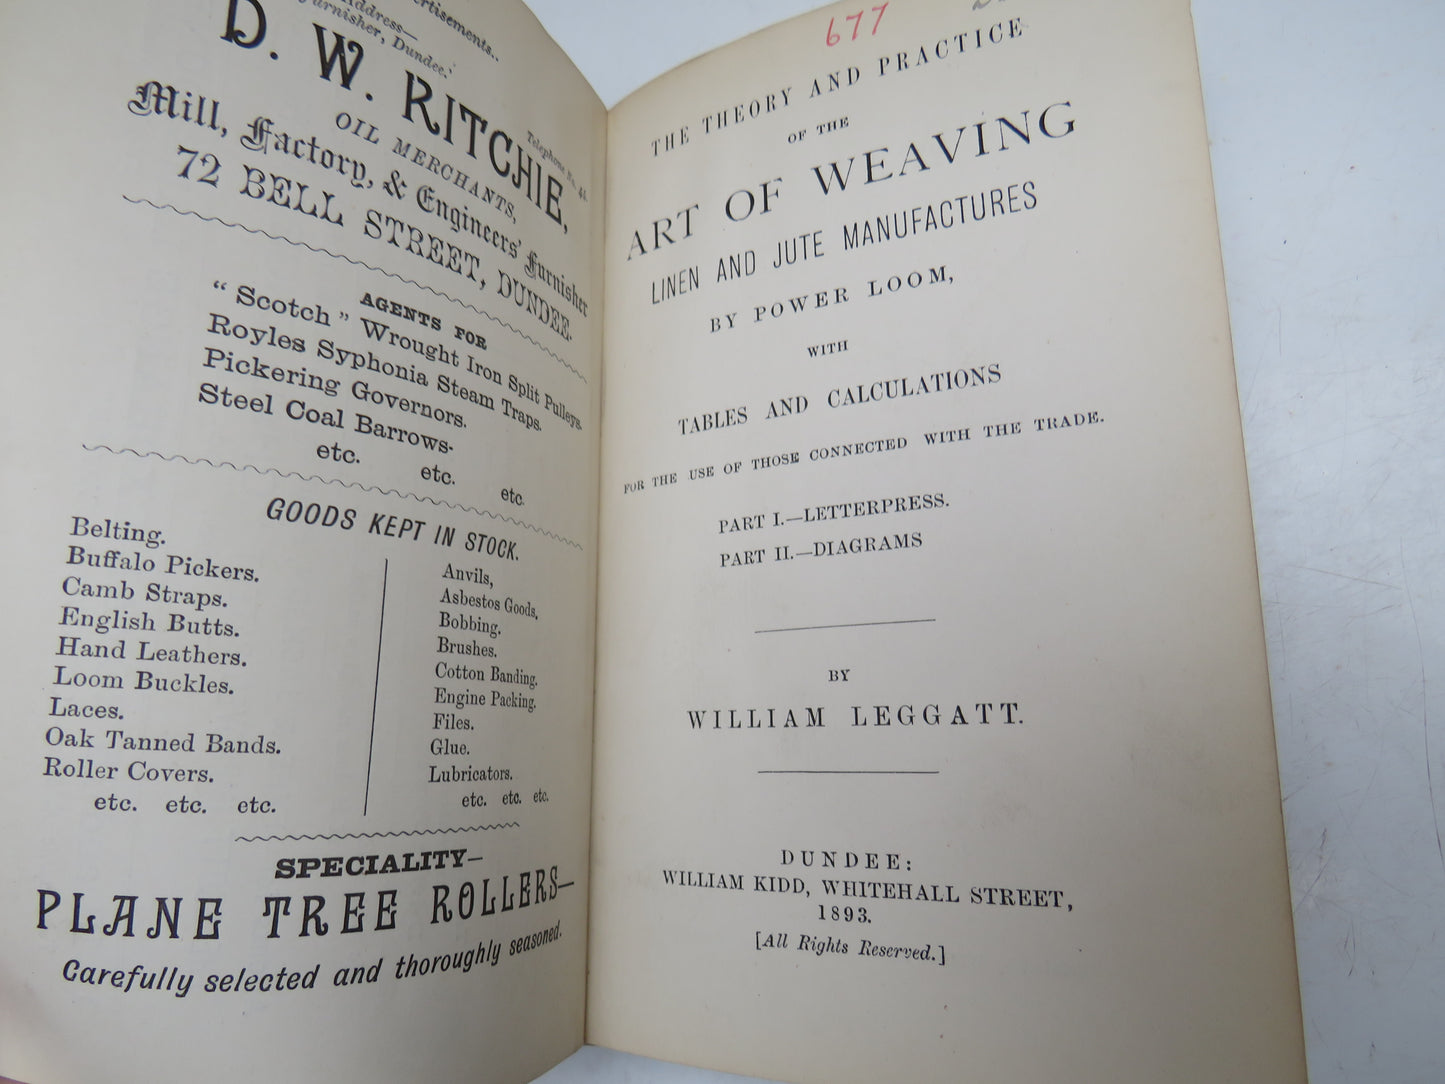 Address—
Furnisher, Dundee.'
D. W. RITCHIE,
Telephone No.
OIL MERCHANTS,
Mill, Factory, & Engineers' Furnisher
72 BELL STREET, DUNDEE.
AGENTS FOR
“ Scotch ” Wrought Iron Split Pulleys.
Royles Syphonia Steam Traps.
Pickering Governors.
Steel Coal Barrows.
etc. etc. etc.
GOODS KEPT IN STOCK.
Belting.
Buffalo Pickers.
Camb Straps.
English Butts.
Hand Leathers.
Loom Buckles.
Laces.
Oak Tanned Bands.
Roller Covers.
etc. etc. etc.
Anvils,
Asbestos Goods,
Bobbing.
Brushes.
Cotton Banding.
Engine Packing.
Files.
Glue.
Lubricators.
etc. etc. etc.
SPECIALITY—
PLANE TREE ROLLERS—
Carefully selected and thoroughly seasoned.
677
THE THEORY AND PRACTICE
OF THE
ART OF WEAVING
LINEN AND JUTE MANUFACTURES
BY POWER LOOM,
WITH
TABLES AND CALCULATIONS
FOR THE USE OF THOSE CONNECTED WITH THE TRADE.
PART I.—LETTERPRESS.
PART II.—DIAGRAMS
BY
WILLIAM LEGGATT.
DUNDEE:
WILLIAM KIDD, WHITEHALL STREET,
1893.
[All Rights Reserved.]